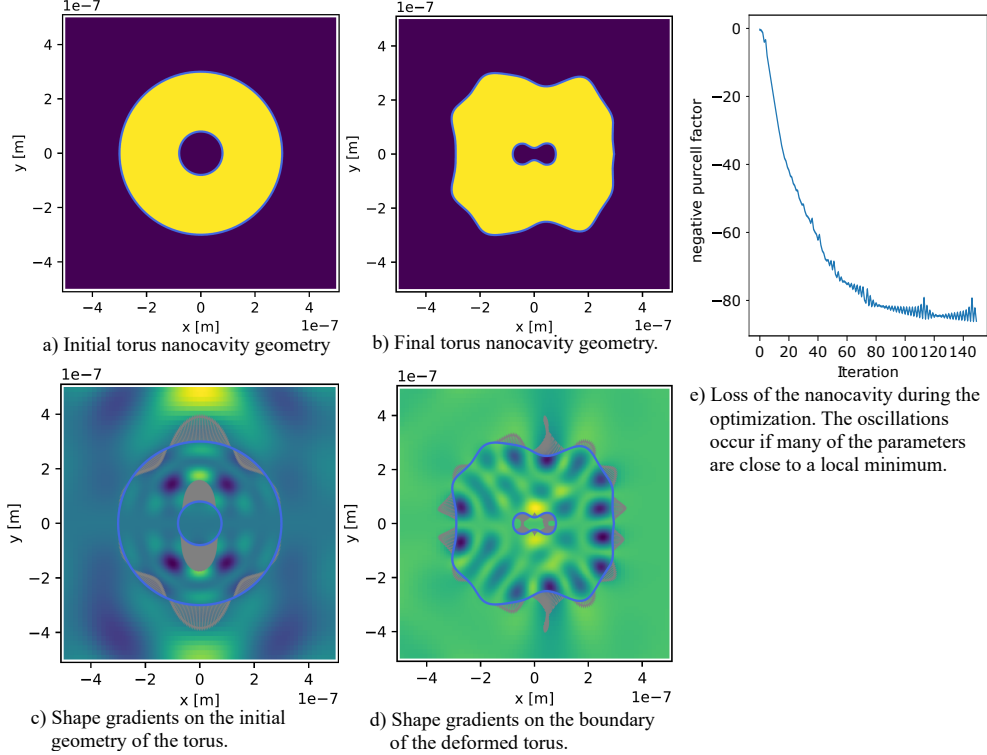 1e-7
4
2
0
−2
−4
y [m]
−4 −2 0 2 4
x [m] 1e-7
a) Initial torus nanocavity geometry
1e-7
4
2
0
−2
−4
y [m]
−4 −2 0 2 4
x [m] 1e-7
b) Final torus nanocavity geometry.
0
−20
−40
−60
−80
negative purcell factor
0 20 40 60 80 100 120 140
Iteration
e) Loss of the nanocavity during the
optimization. The oscillations
occur if many of the parameters
are close to a local minimum.
1e-7
4
2
0
−2
−4
y [m]
−4 −2 0 2 4
x [m] 1e-7
c) Shape gradients on the initial
geometry of the torus.
1e-7
4
2
0
−2
−4
y [m]
−4 −2 0 2 4
x [m] 1e-7
d) Shape gradients on the boundary
of the deformed torus.